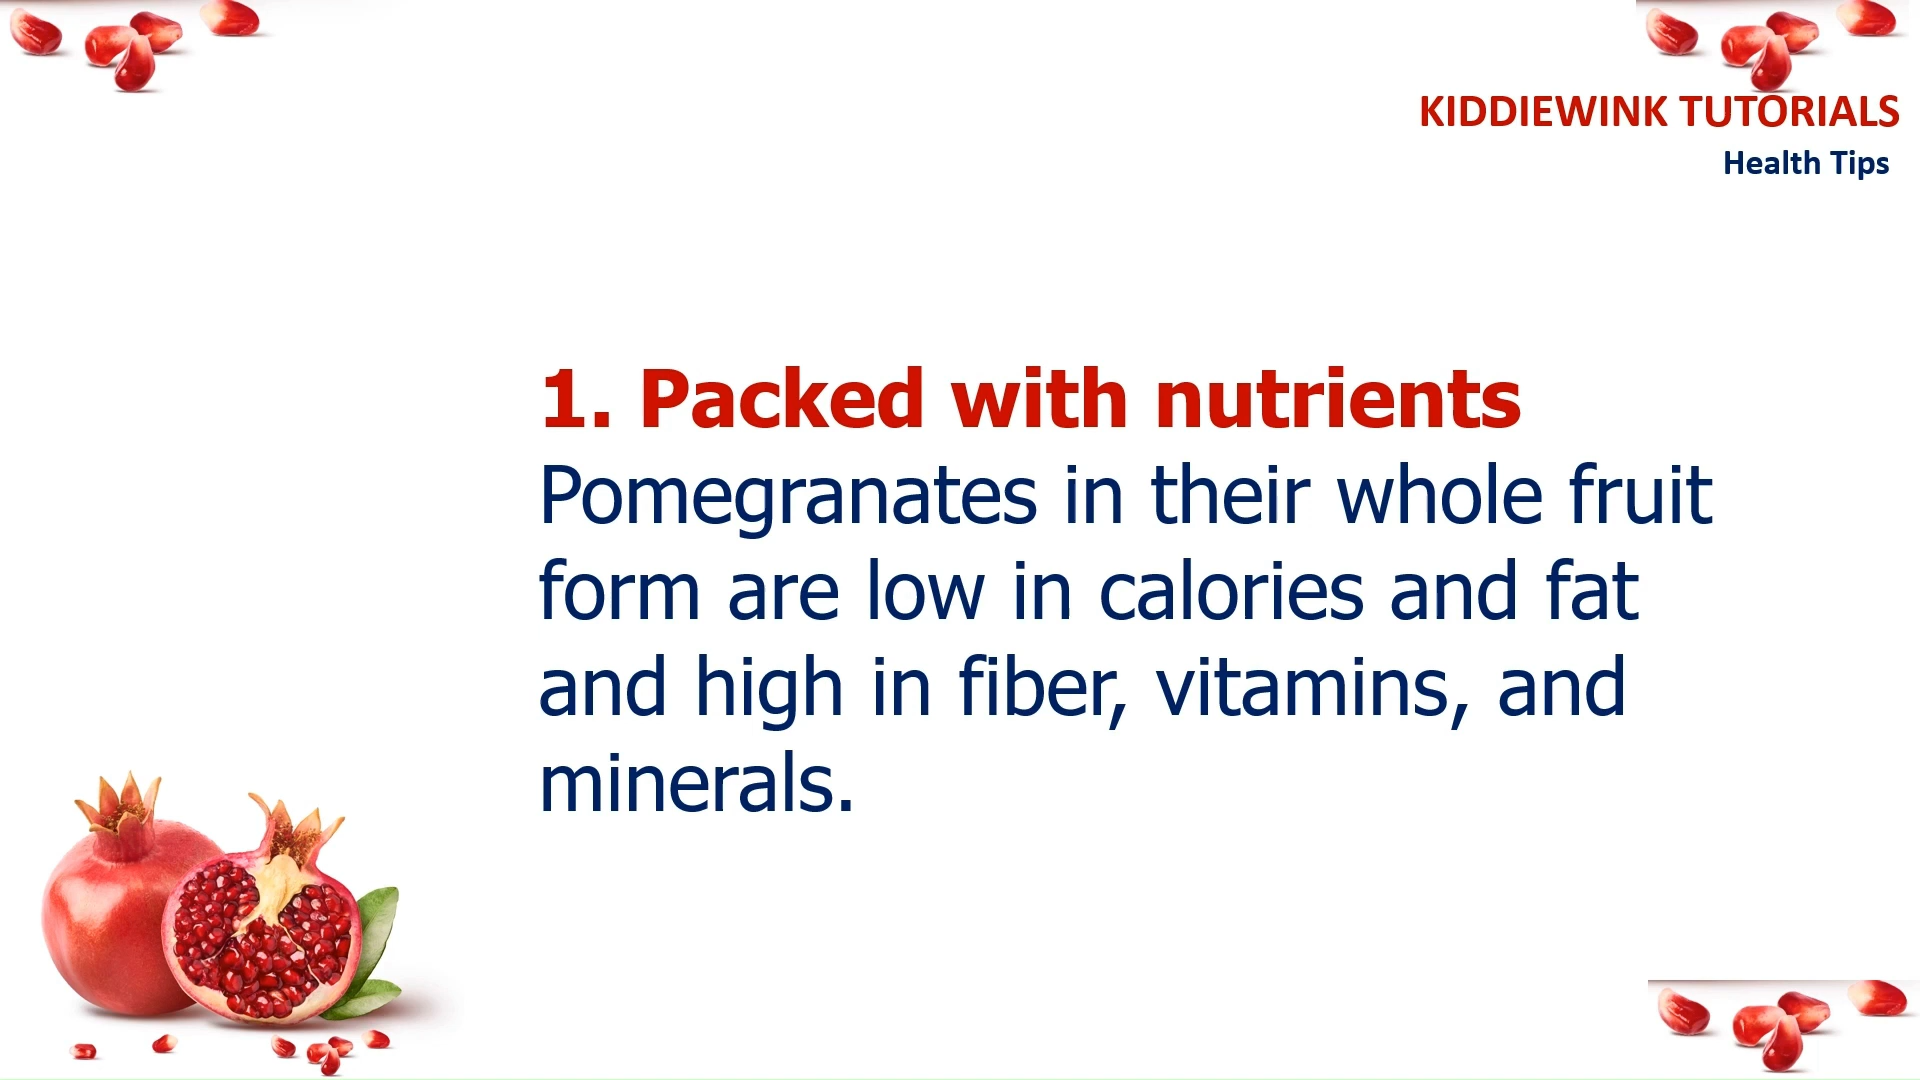 KIDDIEWINK TUTORIALS
Health Tips
1. Packed with nutrients
Pomegranates in their whole fruit
form are low in calories and fat
and high in fiber, vitamins, and
minerals.